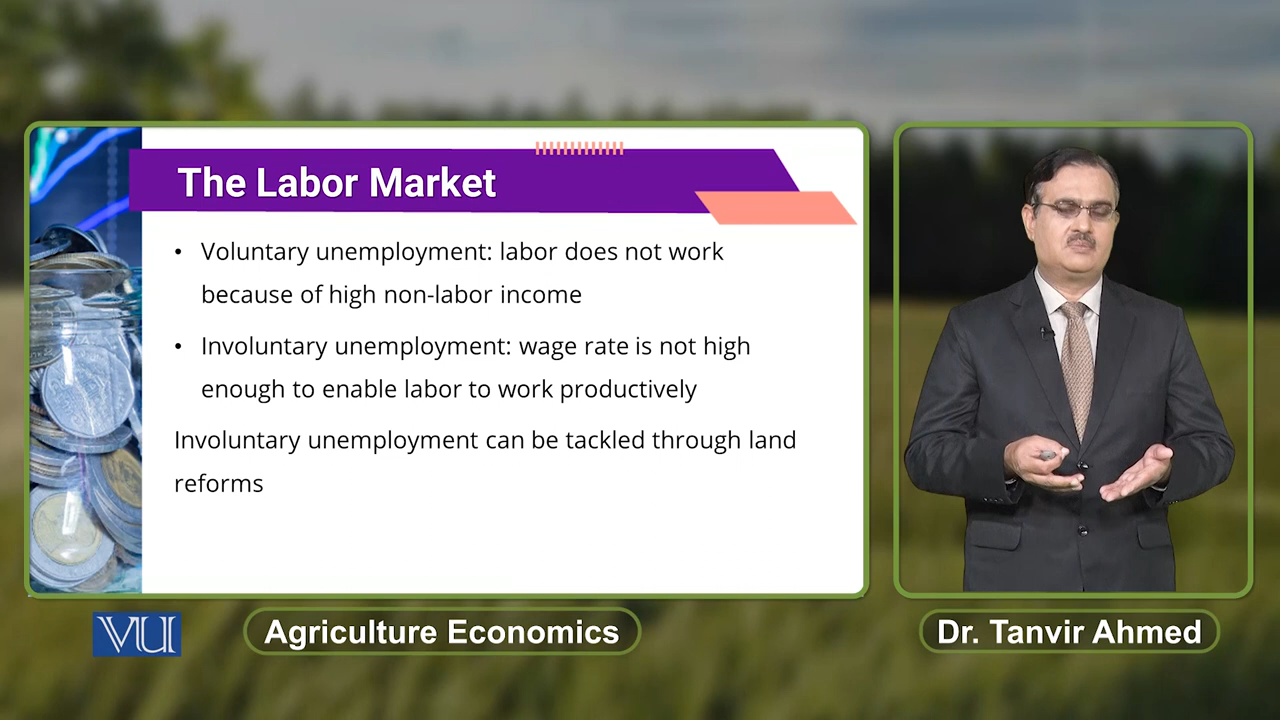 The Labor Market
• Voluntary unemployment: labor does not work
because of high non-labor income
• Involuntary unemployment: wage rate is not high
enough to enable labor to work productively
Involuntary unemployment can be tackled through land
reforms
VU
Agriculture Economics
Dr. Tanvir Ahmed